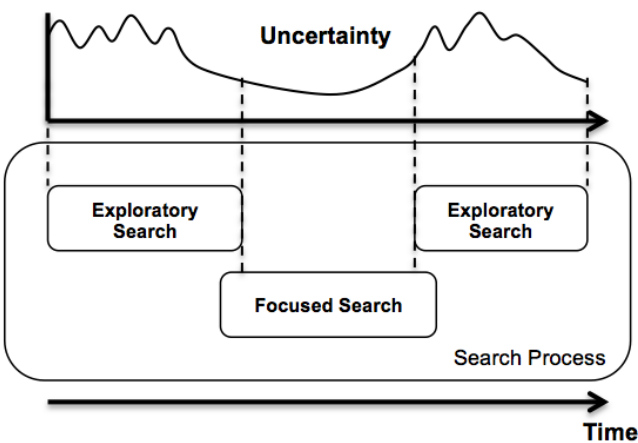 Uncertainty
Exploratory
Search
Exploratory
Search
Focused Search
Search Process
Time